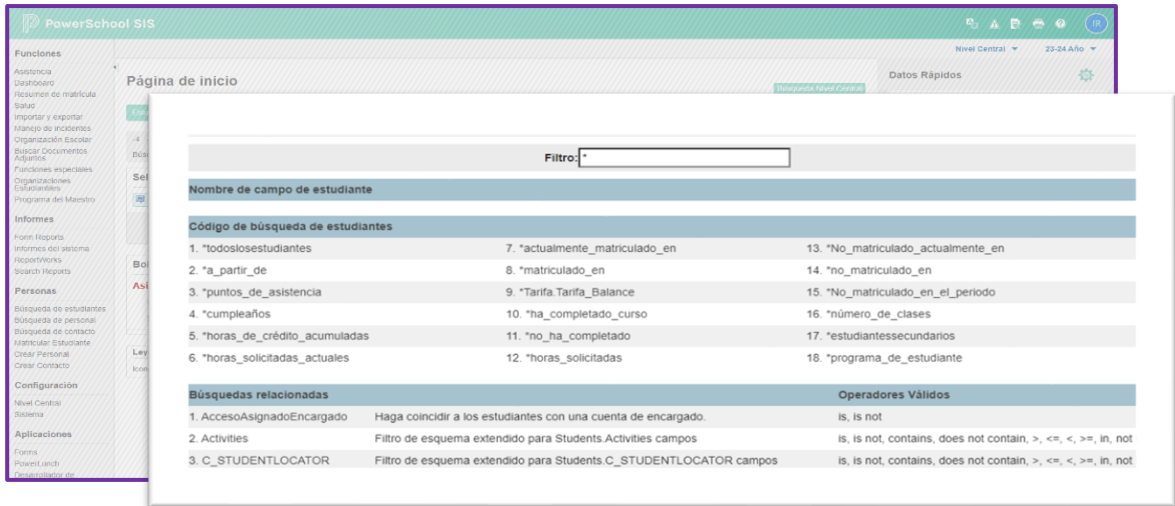 PowerSchool SIS
IR
Nivel Central
23-24 Año
Funciones
Asistencia
Dashboard
Resumen de matrícula
Salud
Importar y exportar
Manejo de incidentes
Organización Escolar
Buscar Documentos
Adjuntos
Funciones especiales
Organizaciones
Estudiantiles
Programa del Maestro
Informes
Form Reports
Informes del sistema
ReportWorks
Search Reports
Personas
Búsqueda de estudiantes
Búsqueda de personal
Búsqueda de contacto
Matricular Estudiante
Crear Personal
Crear Contacto
Configuración
Nivel Central
Sistema
Aplicaciones
Forms
PowerLunch
Desarrollador de
Página de inicio
Búsqueda Nivel Central
Datos Rápidos
Filtro: *
Nombre de campo de estudiante
Código de búsqueda de estudiantes
1. *todoslosestudiantes 7. *actualmente_matriculado_en 13. *No_matriculado_actualmente_en
2. *a_partir_de 8. *matriculado_en 14. *no_matriculado_en
3. *puntos_de_asistencia 9. *Tarifa.Tarifa_Balance 15. *No_matriculado_en_el_periodo
4. *cumpleaños 10. *ha_completado_curso 16. *número_de_clases
5. *horas_de_crédito_acumuladas 11. *no_ha_completado 17. *estudiantessecundarios
6. *horas_solicitadas_actuales 12. *horas_solicitadas 18. *programa_de_estudiante
Búsquedas relacionadas Operadores Válidos
1. AccesoAsignadoEncargado Haga coincidir a los estudiantes con una cuenta de encargado. is, is not
2. Activities Filtro de esquema extendido para Students.Activities campos is, is not, contains, does not contain, >, <=, <, >=, in, not
3. C_STUDENTLOCATOR Filtro de esquema extendido para Students.C_STUDENTLOCATOR campos is, is not, contains, does not contain, >, <=, <, >=, in, not